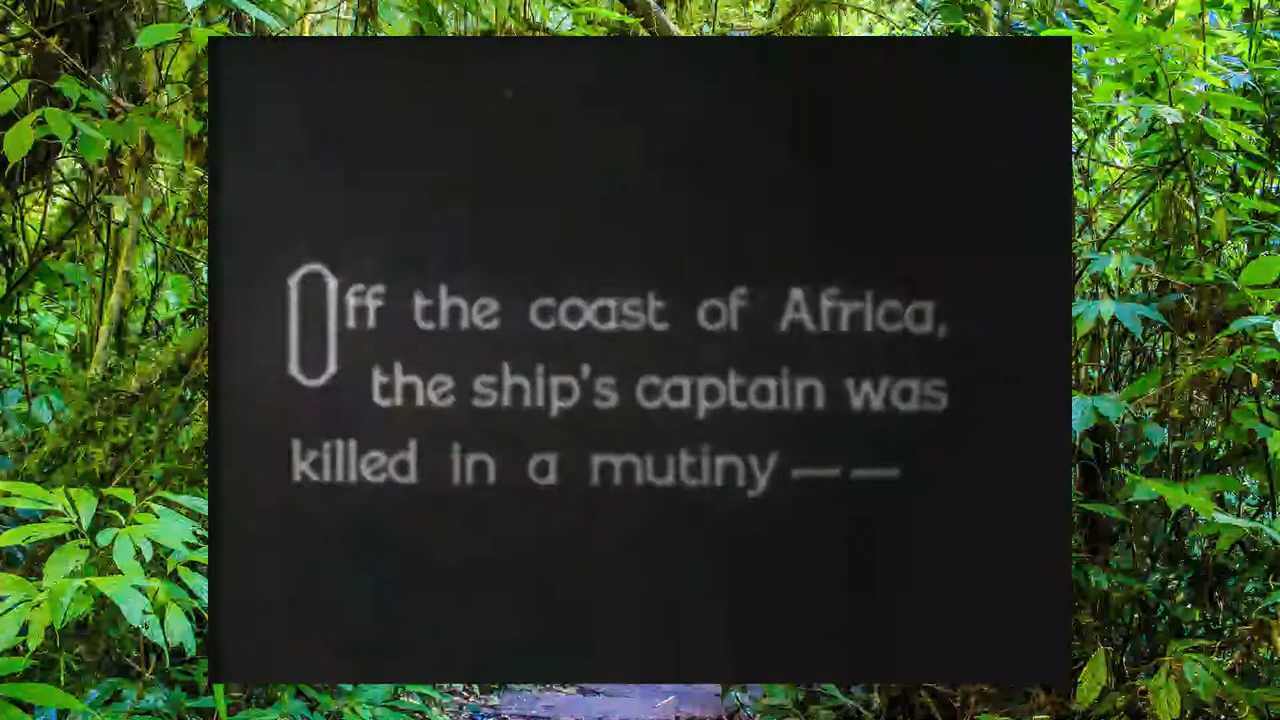 Off the coast of Africa,
the ship's captain was
killed in a mutiny — —